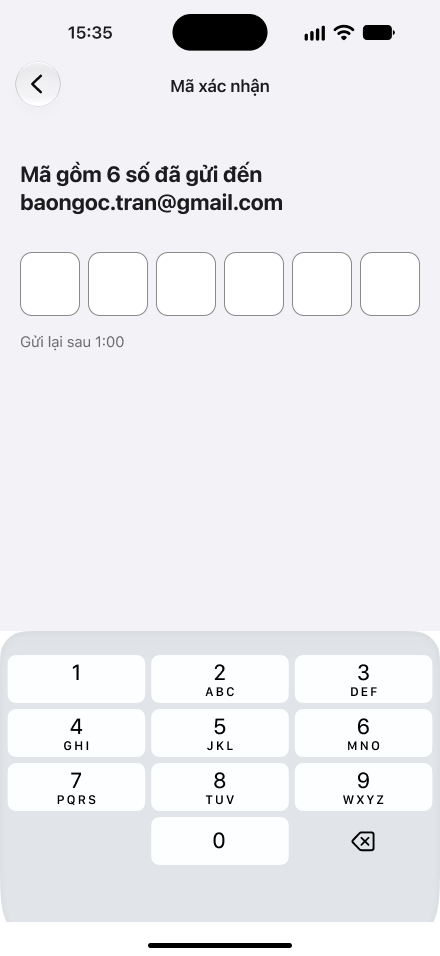 15:35
Mã xác nhận
Mã gồm 6 số đã gửi đến
baongoc.tran@gmail.com
Gửi lại sau 1:00
1
2
ABC
3
DEF
4
GHI
5
JKL
6
MNO
7
PQRS
8
TUV
9
WXYZ
0